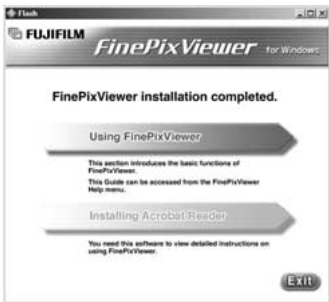 Flash
FUJIFILM
FinePixViewer for Windows
FinePixViewer installation completed.
Using FinePixViewer
This section introduces the basic functions of
FinePixViewer.
This Guide can be accessed from the FinePixViewer
Help menu.
Installing Acrobat Reader
You need this software to view detailed instructions on
using FinePixViewer.
Exit